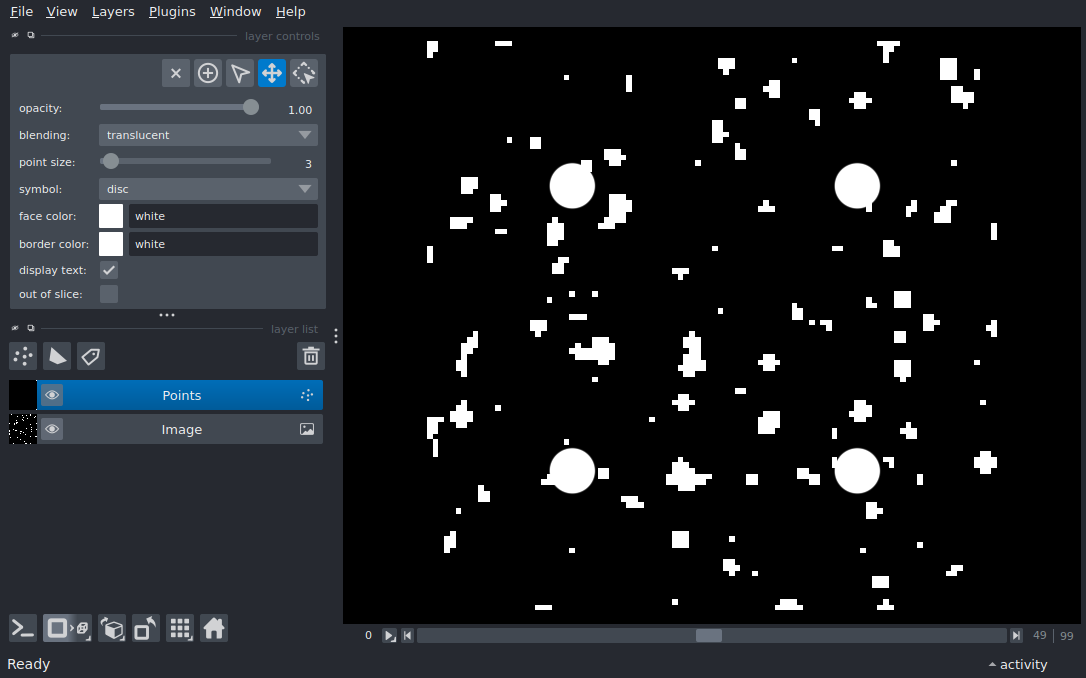 File View Layers Plugins Window Help
layer controls
opacity: 1.00
blending: translucent
point size: 3
symbol: disc
face color: white
border color: white
display text:
out of slice:
layer list
Points
Image
0 49 99
Ready activity